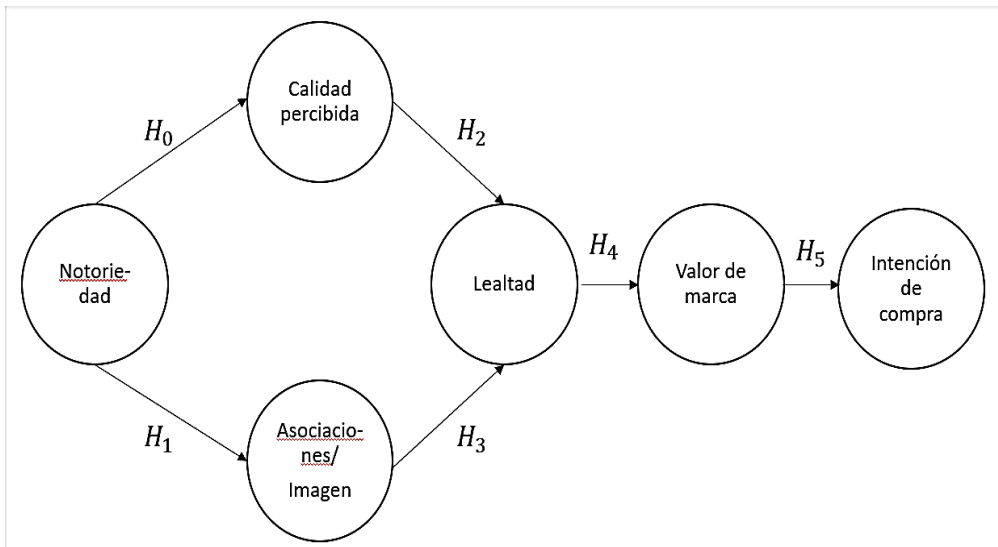 Calidad
percibida
H₀
H₂
Notorie-
dad
Lealtad
H₄
Valor de
marca
H₅
Intención
de
compra
H₁
Asociacio-
nes/
Imagen
H₃